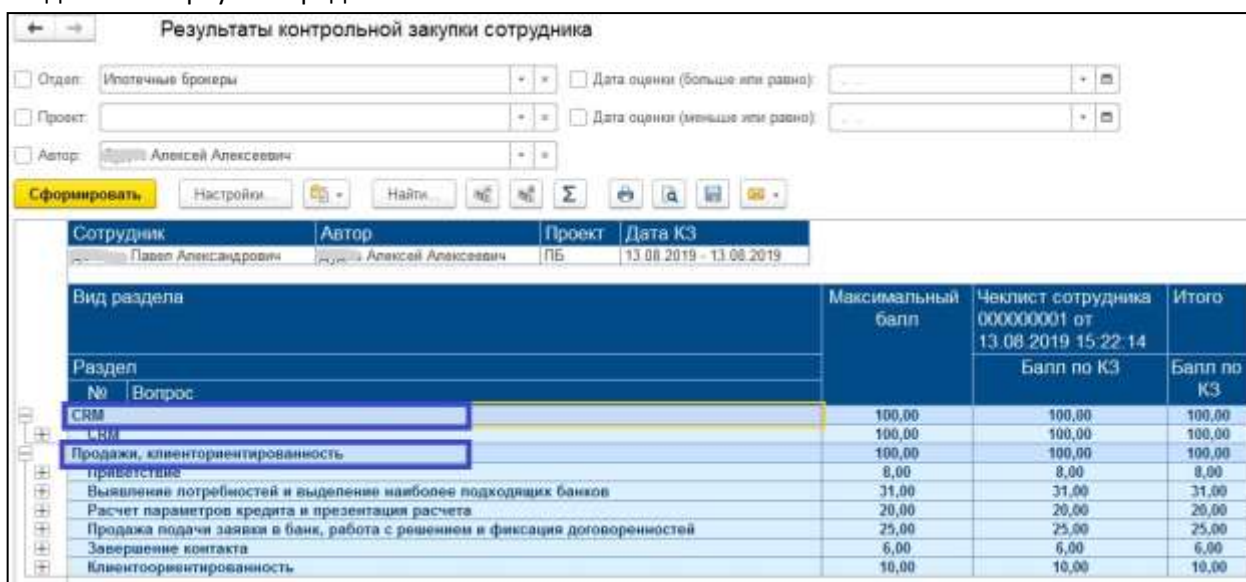 Результаты контрольной закупки сотрудника
Отдел: Ипотечные брокеры Дата оценки (больше или равно):
Проект: Дата оценки (меньше или равно):
Автор: Алексей Алексеевич
Сформировать Настройки... Найти...
Сотрудник Автор Проект Дата КЗ
Павел Александрович Алексей Алексеевич ПБ 13.08.2019 - 13.08.2019
Вид раздела Максимальный балл Чеклист сотрудника 000000001 от 13.08.2019 15:22:14 Итого
Раздел Балл по КЗ Балл по КЗ
№ Вопрос
CRM 100,00 100,00 100,00
CRM 100,00 100,00 100,00
Продажи, клиенториентированность 100,00 100,00 100,00
Приветствие 8,00 8,00 8,00
Выявление потребностей и выделение наиболее подходящих банков 31,00 31,00 31,00
Расчет параметров кредита и презентация расчета 20,00 20,00 20,00
Продажа подачи заявки в банк, работа с решением и фиксация договоренностей 25,00 25,00 25,00
Завершение контакта 6,00 6,00 6,00
Клиентоориентированность 10,00 10,00 10,00